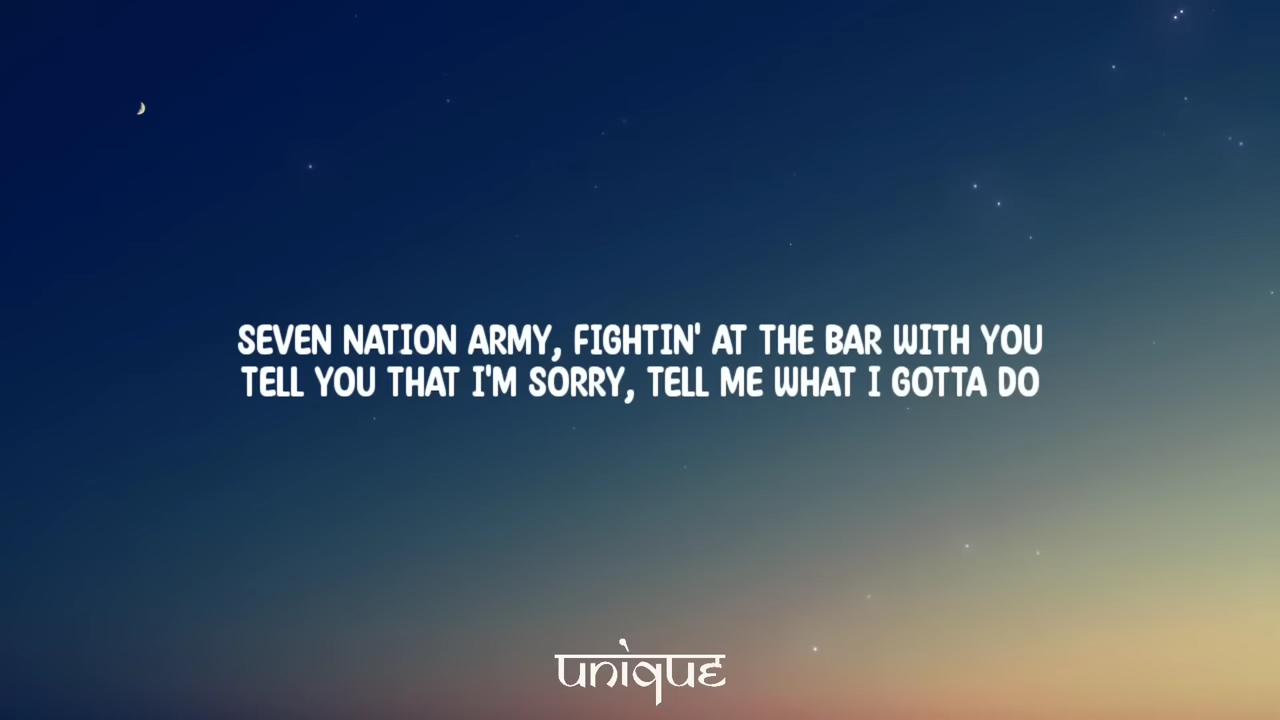 SEVEN NATION ARMY, FIGHTIN' AT THE BAR WITH YOU
TELL YOU THAT I'M SORRY, TELL ME WHAT I GOTTA DO
UNIQUE